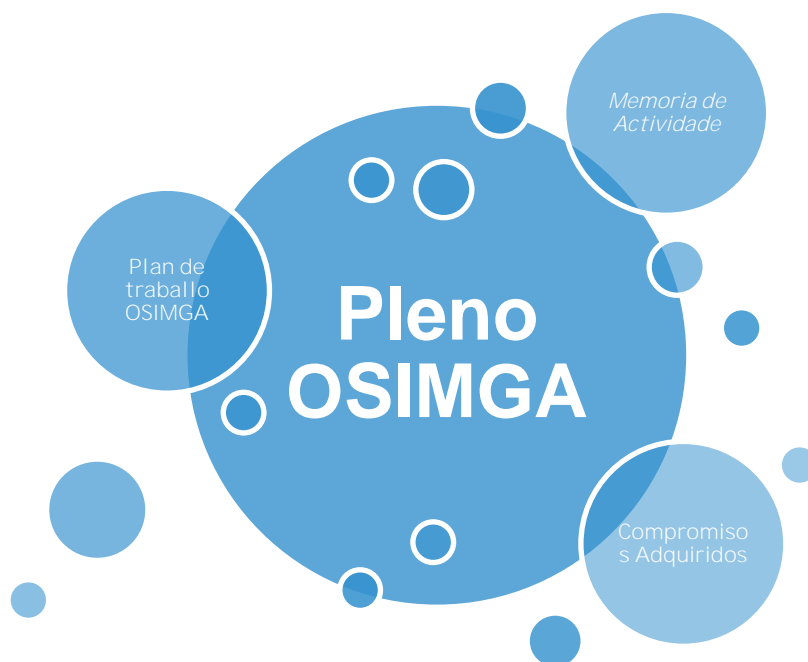 Memoria de
Actividade
Plan de
traballo
OSIMGA
Pleno
OSIMGA
Compromiso
s Adquiridos